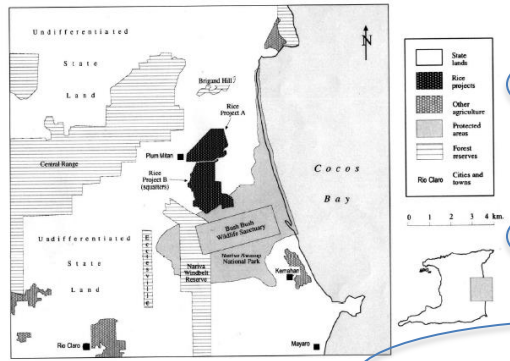 Undifferentiated
State
Land
Brigand Hill
Rice
Project A
N
Plum Mitan
Central Range
Rice
Project B
(squatters)
Cocos
Bay
Bush Bush
Wildlife Sanctuary
Undifferentiated
State
Land
Nariva
Windbelt
Reserve
National Park
Kernahan
Rio Claro
Mayaro
State
lands
Rice
projects
Other
agriculture
Protected
areas
Forest
reserves
Rio Claro
Cities and
towns
0 1 2 3 4 km.